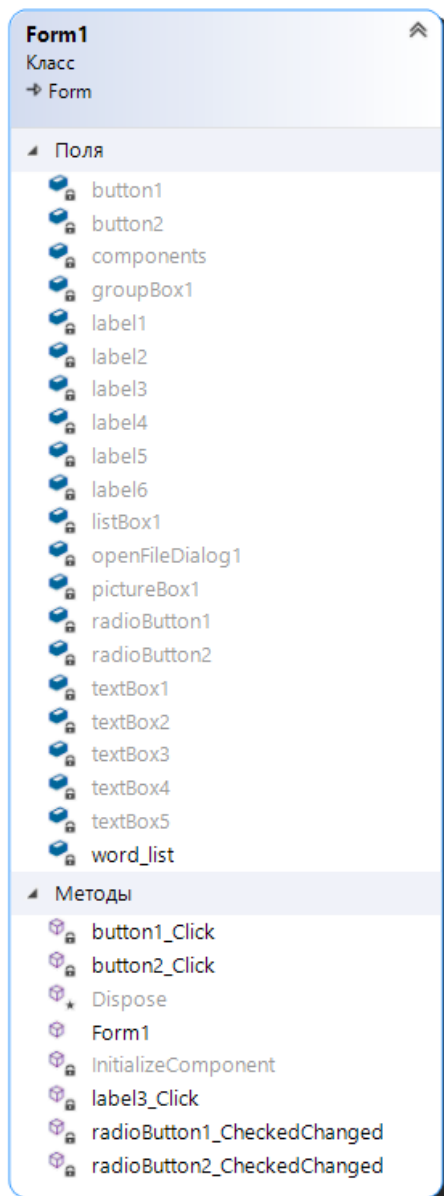 Form1
Класс
Form
Поля
button1
button2
components
groupBox1
label1
label2
label3
label4
label5
label6
listBox1
openFileDialog1
pictureBox1
radioButton1
radioButton2
textBox1
textBox2
textBox3
textBox4
textBox5
word_list
Методы
button1_Click
button2_Click
Dispose
Form1
InitializeComponent
label3_Click
radioButton1_CheckedChanged
radioButton2_CheckedChanged